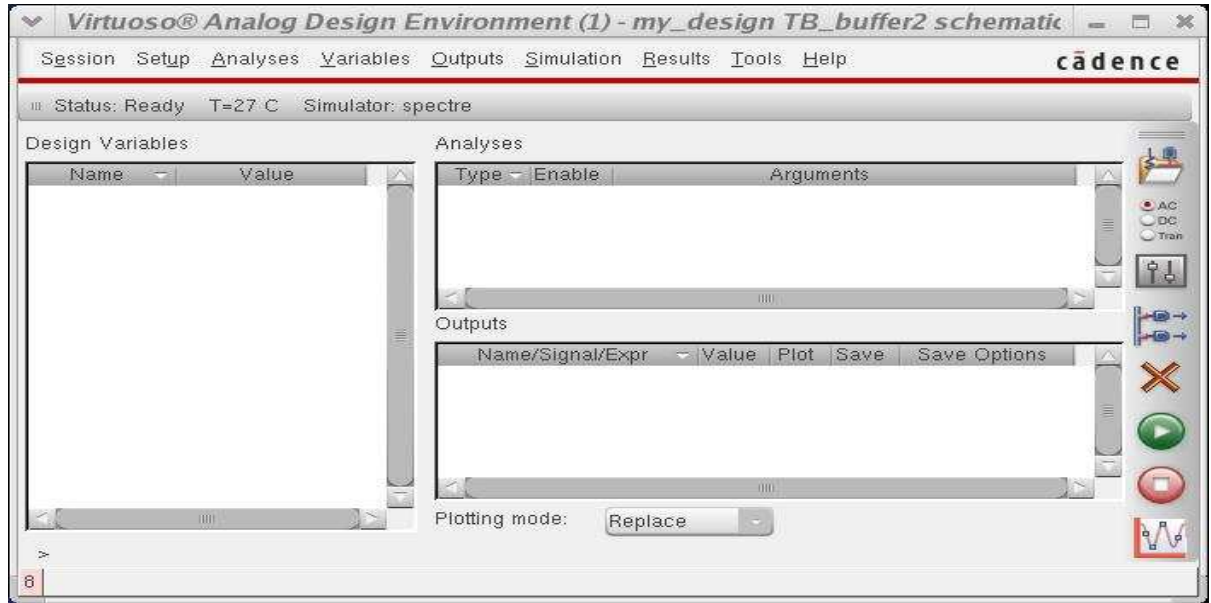 Virtuoso® Analog Design Environment (1) - my_design TB_buffer2 schematic
Session Setup Analyses Variables Outputs Simulation Results Tools Help
cādence
Status: Ready T=27 C Simulator: spectre
Design Variables
Name Value
Analyses
Type Enable Arguments
AC
DC
Tran
Outputs
Name/Signal/Expr Value Plot Save Save Options
Plotting mode: Replace
>
8